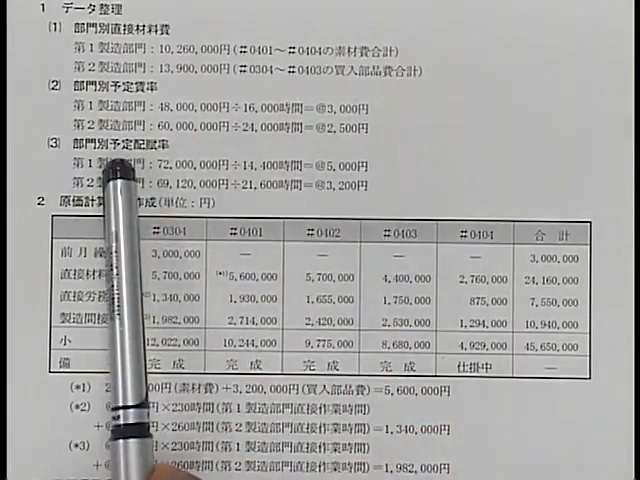 1 データ整理
(1) 部門別直接材料費
第1製造部門：10,260,000円(＃0401～＃0404の素材費合計)
第2製造部門：13,900,000円(＃0304～＃0403の買入部品費合計)
(2) 部門別予定賃率
第1製造部門：48,000,000円÷16,000時間＝@3,000円
第2製造部門：60,000,000円÷24,000時間＝@2,500円
(3) 部門別予定配賦率
第1製 部門：72,000,000円÷14,400時間＝@5,000円
第2 部門：69,120,000円÷21,600時間＝@3,200円
2 原価計算 作成(単位：円)
＃0304 ＃0401 ＃0402 ＃0403 ＃0404 合計
前月繰 3,000,000 — — — — 3,000,000
直接材料 5,700,000 (*1)5,600,000 5,700,000 4,400,000 2,760,000 24,160,000
直接労務 1,340,000 1,930,000 1,655,000 1,750,000 875,000 7,550,000
製造間接 1,982,000 2,714,000 2,420,000 2,530,000 1,294,000 10,940,000
小 12,022,000 10,244,000 9,775,000 8,680,000 4,929,000 45,650,000
備 完成 完成 完成 完成 仕掛中 —
(*1) 円(素材費)＋3,200,000円(買入部品費)＝5,600,000円
(*2) 円×230時間(第1製造部門直接作業時間)
＋@ 円×260時間(第2製造部門直接作業時間)＝1,340,000円
(*3) ×230時間(第1製造部門直接作業時間)
＋@ ×260時間(第2製造部門直接作業時間)＝1,982,000円